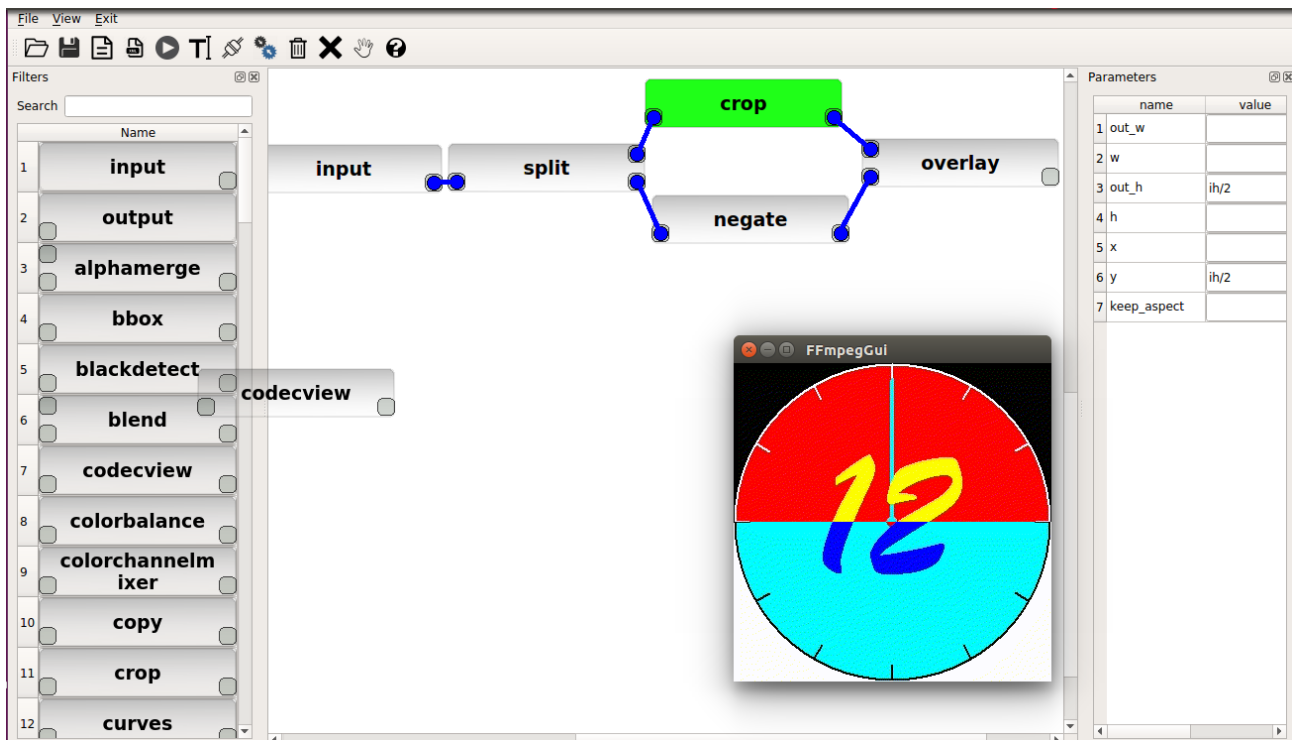 File View Exit
Filters
Parameters
Search
Name
1 input
2 output
3 alphamerge
4 bbox
5 blackdetect
6 blend
7 codecview
8 colorbalance
9 colorchannelm
ixer
10 copy
11 crop
12 curves
codecview
input
split
crop
negate
overlay
FFmpegGui
12
name value
1 out_w
2 w
3 out_h ih/2
4 h
5 x
6 y ih/2
7 keep_aspect